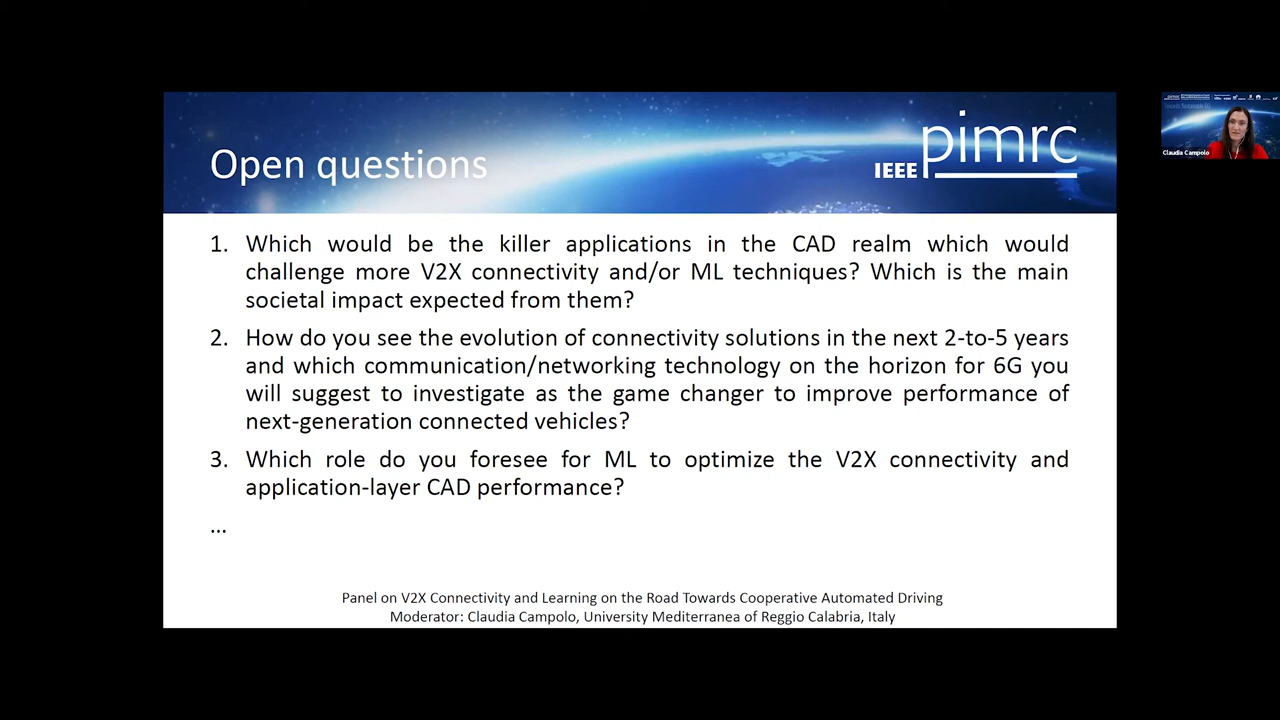 Open questions
IEEE pimrc
1. Which would be the killer applications in the CAD realm which would
challenge more V2X connectivity and/or ML techniques? Which is the main
societal impact expected from them?
2. How do you see the evolution of connectivity solutions in the next 2-to-5 years
and which communication/networking technology on the horizon for 6G you
will suggest to investigate as the game changer to improve performance of
next-generation connected vehicles?
3. Which role do you foresee for ML to optimize the V2X connectivity and
application-layer CAD performance?
...
Panel on V2X Connectivity and Learning on the Road Towards Cooperative Automated Driving
Moderator: Claudia Campolo, University Mediterranea of Reggio Calabria, Italy
Claudia Campolo